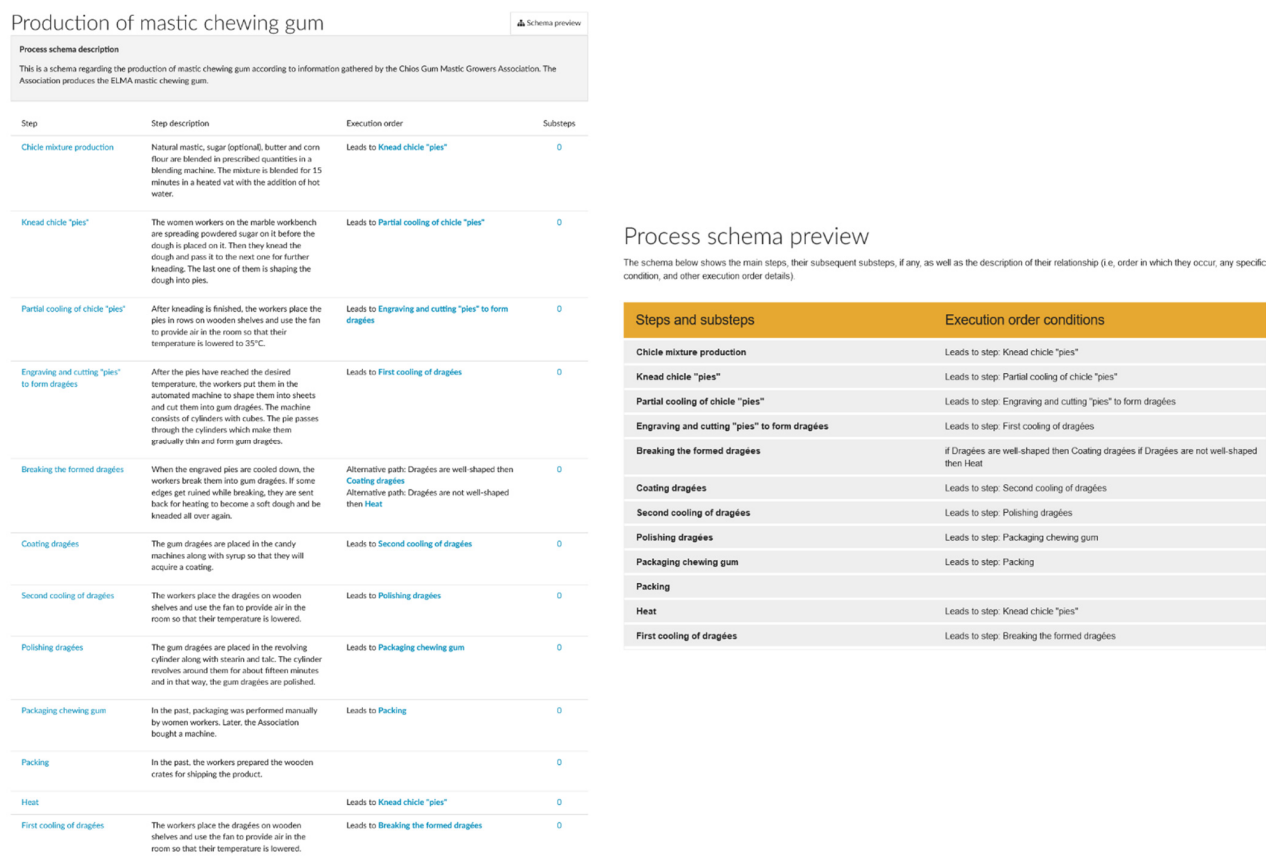 Production of mastic chewing gum
Schema preview
Process schema description
This is a schema regarding the production of mastic chewing gum according to information gathered by the Chios Gum Mastic Growers Association. The
Association produces the ELMA mastic chewing gum.
Step Step description Execution order Substeps
Chicle mixture production
Natural mastic, sugar (optional), butter and corn
flour are blended in prescribed quantities in a
blending machine. The mixture is blended for 15
minutes in a heated vat with the addition of hot
water.
Leads to Knead chicle "pies"
0
Knead chicle "pies"
The women workers on the marble workbench
are spreading powdered sugar on it before the
dough is placed on it. Then they knead the
dough and pass it to the next one for further
kneading. The last one of them is shaping the
dough into pies.
Leads to Partial cooling of chicle "pies"
0
Partial cooling of chicle "pies"
After kneading is finished, the workers place the
pies in rows on wooden shelves and use the fan
to provide air in the room so that their
temperature is lowered to 35°C.
Leads to Engraving and cutting "pies" to form
dragées
0
Engraving and cutting "pies"
to form dragées
After the pies have reached the desired
temperature, the workers put them in the
automated machine to shape them into sheets
and cut them into gum dragées. The machine
consists of cylinders with cubes. The pie passes
through the cylinders which make them
gradually thin and form gum dragées.
Leads to First cooling of dragées
0
Breaking the formed dragées
When the engraved pies are cooled down, the
workers break them into gum dragées. If some
edges get ruined while breaking, they are sent
back for heating to become a soft dough and be
kneaded all over again.
Alternative path: Dragées are well-shaped then
Coating dragées
Alternative path: Dragées are not well-shaped
then Heat
0
Coating dragées
The gum dragées are placed in the candy
machines along with syrup so that they will
acquire a coating.
Leads to Second cooling of dragées
0
Second cooling of dragées
The workers place the dragées on wooden
shelves and use the fan to provide air in the
room so that their temperature is lowered.
Leads to Polishing dragées
0
Polishing dragées
The gum dragées are placed in the revolving
cylinder along with stearin and talc. The cylinder
revolves around them for about fifteen minutes
and in that way, the gum dragées are polished.
Leads to Packaging chewing gum
0
Packaging chewing gum
In the past, packaging was performed manually
by women workers. Later, the Association
bought a machine.
Leads to Packing
0
Packing
In the past, the workers prepared the wooden
crates for shipping the product.
0
Heat
Leads to Knead chicle "pies"
0
First cooling of dragées
The workers place the dragées on wooden
shelves and use the fan to provide air in the
room so that their temperature is lowered.
Leads to Breaking the formed dragées
0
Process schema preview
The schema below shows the main steps, their subsequent substeps, if any, as well as the description of their relationship (i.e, order in which they occur, any specific
condition, and other execution order details).
Steps and substeps Execution order conditions
Chicle mixture production Leads to step: Knead chicle "pies"
Knead chicle "pies" Leads to step: Partial cooling of chicle "pies"
Partial cooling of chicle "pies" Leads to step: Engraving and cutting "pies" to form dragées
Engraving and cutting "pies" to form dragées Leads to step: First cooling of dragées
Breaking the formed dragées if Dragées are well-shaped then Coating dragées if Dragées are not well-shaped
then Heat
Coating dragées Leads to step: Second cooling of dragées
Second cooling of dragées Leads to step: Polishing dragées
Polishing dragées Leads to step: Packaging chewing gum
Packaging chewing gum Leads to step: Packing
Packing
Heat Leads to step: Knead chicle "pies"
First cooling of dragées Leads to step: Breaking the formed dragées